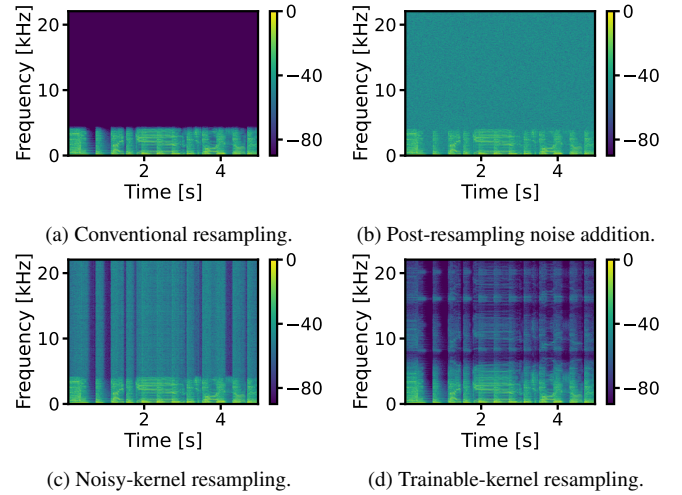 Frequency [kHz]
20
10
0
2
4
Time [s]
0
−40
−80
(a) Conventional resampling.
Frequency [kHz]
20
10
0
2
4
Time [s]
0
−40
−80
(b) Post-resampling noise addition.
Frequency [kHz]
20
10
0
2
4
Time [s]
0
−40
−80
(c) Noisy-kernel resampling.
Frequency [kHz]
20
10
0
2
4
Time [s]
0
−40
−80
(d) Trainable-kernel resampling.